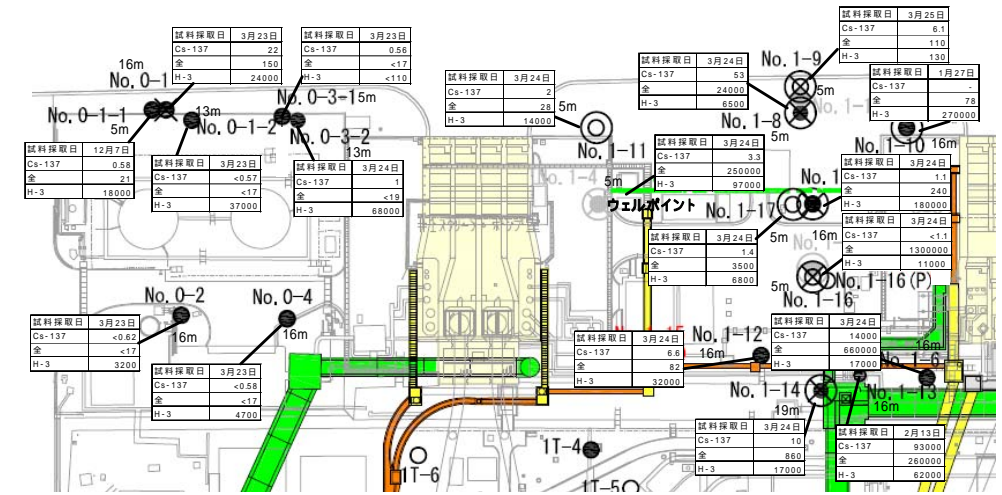 試料採取日 3月23日
Cs-137 22
全 150
H-3 24000
試料採取日 3月23日
Cs-137 0.56
全 <17
H-3 <110
16m
No. 0-1
No. 0-3-1
5m
No. 0-1-1
5m
13m
No. 0-1-2
No. 0-3-2
13m
試料採取日 12月7日
Cs-137 0.58
全 21
H-3 18000
試料採取日 3月23日
Cs-137 <0.57
全 <17
H-3 37000
試料採取日 3月24日
Cs-137 1
全 <19
H-3 68000
試料採取日 3月24日
Cs-137 2
全 28
H-3 14000
5m
No. 1-11
試料採取日 3月24日
Cs-137 53
全 24000
H-3 6500
No. 1-9
5m
No. 1-8
5m
試料採取日 3月25日
Cs-137 6.1
全 110
H-3 130
試料採取日 1月27日
Cs-137 -
全 78
H-3 270000
No. 1-10
16m
試料採取日 3月24日
Cs-137 3.3
全 250000
H-3 97000
5m
ウェルポイント
No. 1-17
5m
No. 1
16m
試料採取日 3月24日
Cs-137 1.1
全 240
H-3 180000
試料採取日 3月24日
Cs-137 <1.1
全 1300000
H-3 11000
試料採取日 3月24日
Cs-137 1.4
全 3500
H-3 6800
5m
No. 1-16
No. 1-16(P)
No. 0-2
16m
No. 0-4
16m
試料採取日 3月23日
Cs-137 <0.62
全 <17
H-3 3200
試料採取日 3月23日
Cs-137 <0.58
全 <17
H-3 4700
試料採取日 3月24日
Cs-137 6.6
全 82
H-3 32000
No. 1-12
16m
試料採取日 3月24日
Cs-137 14000
全 660000
H-3 17000
16m
No. 1-6
No. 1-13
16m
No. 1-14
19m
試料採取日 3月24日
Cs-137 10
全 860
H-3 17000
試料採取日 2月13日
Cs-137 93000
全 260000
H-3 62000
1T-4
1T-6
1T-5